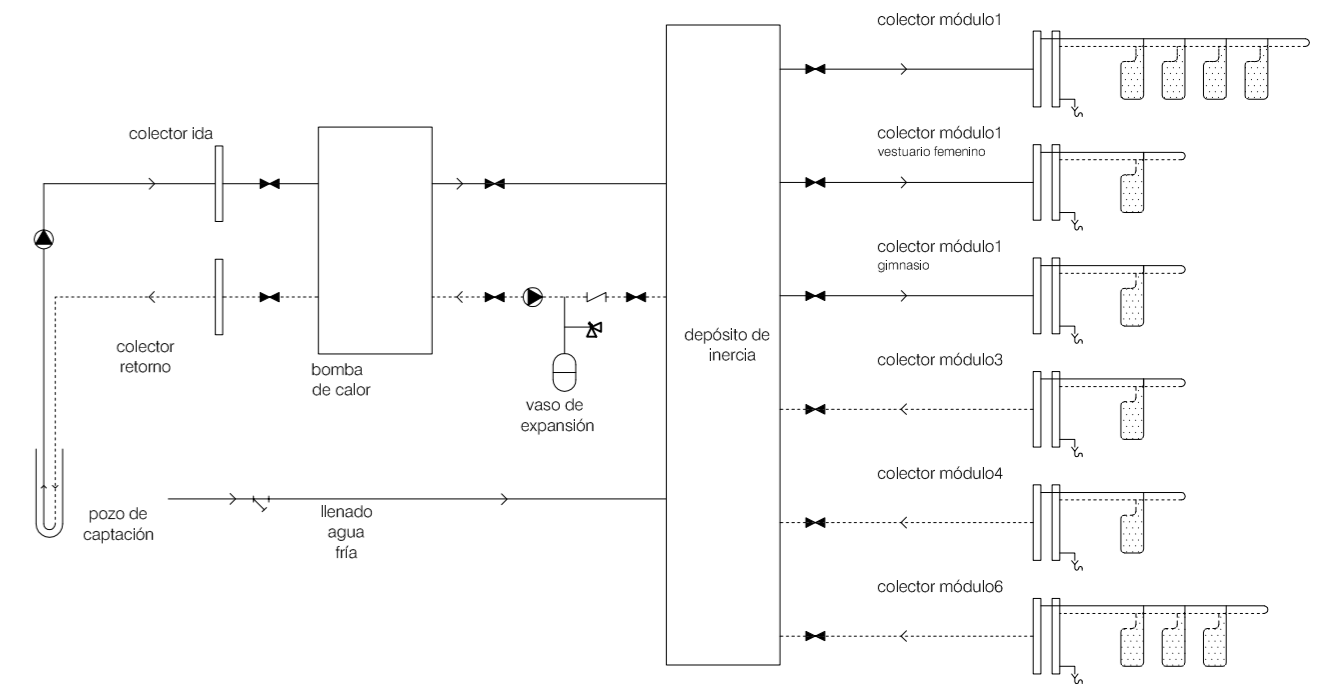 colector módulo1
colector ida
colector módulo1
vestuario femenino
colector módulo1
gimnasio
colector
retorno
bomba
de calor
depósito de
inercia
colector módulo3
vaso de
expansión
colector módulo4
pozo de
captación
llenado
agua
fría
colector módulo6